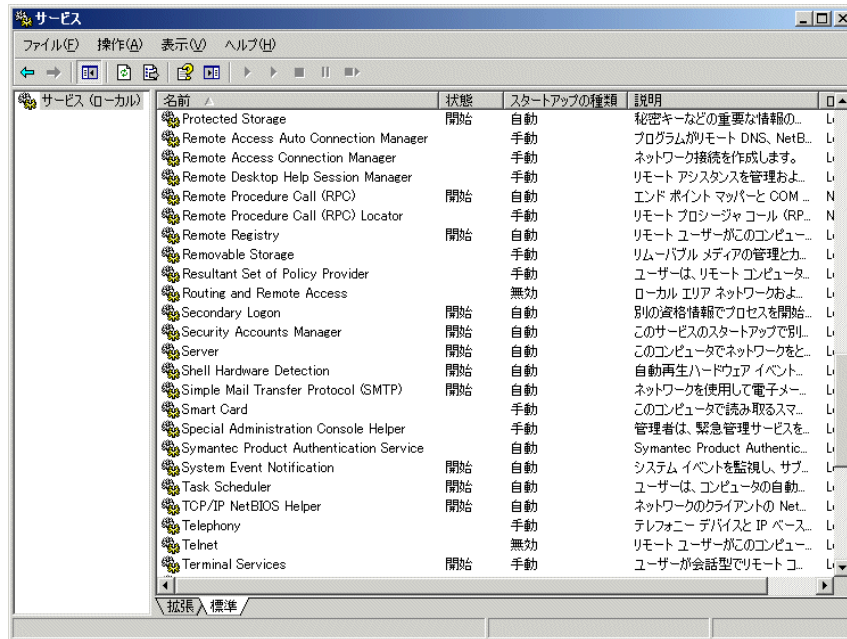 サービス
ファイル(F) 操作(A) 表示(V) ヘルプ(H)
サービス (ローカル)
名前 状態 スタートアップの種類 説明
Protected Storage 開始 自動 秘密キーなどの重要な情報の...
Remote Access Auto Connection Manager 手動 プログラムがリモート DNS、NetB...
Remote Access Connection Manager 手動 ネットワーク接続を作成します。
Remote Desktop Help Session Manager 手動 リモート アシスタンスを管理およ...
Remote Procedure Call (RPC) 開始 自動 エンド ポイント マッパーと COM ... N
Remote Procedure Call (RPC) Locator 手動 リモート プロシージャ コール (RP... N
Remote Registry 開始 自動 リモート ユーザーがこのコンピュー...
Removable Storage 手動 リムーバブル メディアの管理とカ...
Resultant Set of Policy Provider 手動 ユーザーは、リモート コンピュータ...
Routing and Remote Access 無効 ローカル エリア ネットワークおよ...
Secondary Logon 開始 自動 別の資格情報でプロセスを開始...
Security Accounts Manager 開始 自動 このサービスのスタートアップで別...
Server 開始 自動 このコンピュータでネットワークをと...
Shell Hardware Detection 開始 自動 自動再生ハードウェア イベント...
Simple Mail Transfer Protocol (SMTP) 開始 自動 ネットワークを使用して電子メー...
Smart Card 手動 このコンピュータで読み取るスマ...
Special Administration Console Helper 手動 管理者は、緊急管理サービスを...
Symantec Product Authentication Service 自動 Symantec Product Authentic...
System Event Notification 開始 自動 システム イベントを監視し、サブ...
Task Scheduler 開始 自動 ユーザーは、コンピュータの自動...
TCP/IP NetBIOS Helper 開始 自動 ネットワークのクライアントの Net...
Telephony 手動 テレフォニー デバイスと IP ベース...
Telnet 無効 リモート ユーザーがこのコンピュー...
Terminal Services 開始 手動 ユーザーが会話型でリモート コ...
拡張 標準